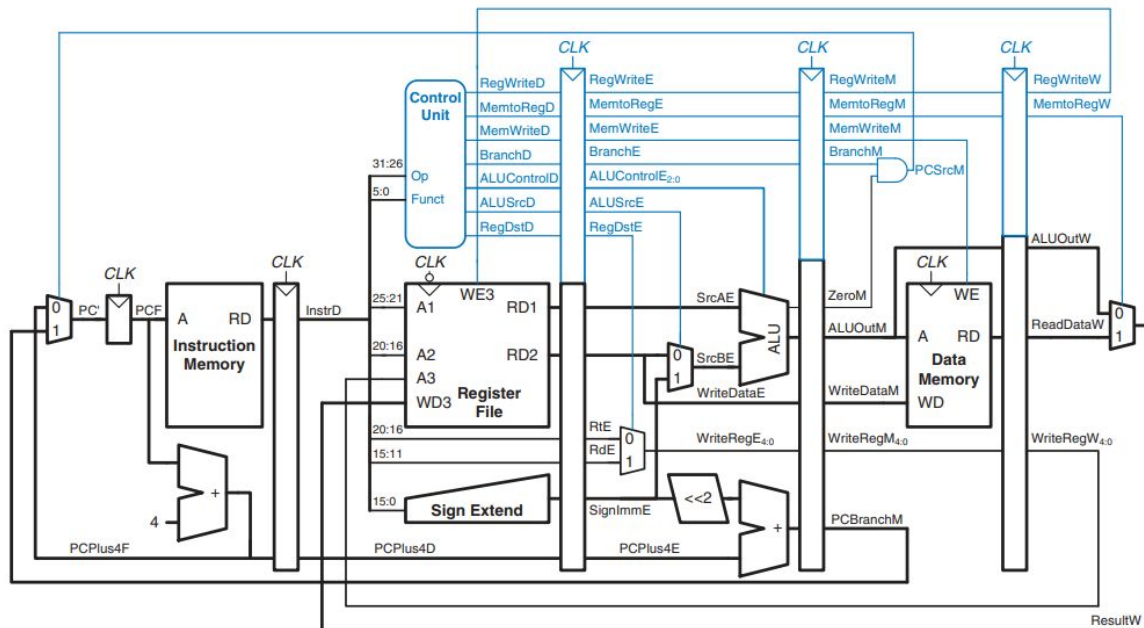 CLK CLK CLK
Control Unit
RegWriteD RegWriteE RegWriteM RegWriteW
MemtoRegD MemtoRegE MemtoRegM MemtoRegW
MemWriteD MemWriteE MemWriteM
BranchD BranchE BranchM
31:26 Op ALUControlD ALUControlE2:0 PCSrcM
5:0 Funct ALUSrcD ALUSrcE
RegDstD RegDstE
CLK CLK CLK CLK
ALUOutW
0 1 PC' PCF A RD Instruction Memory InstrD
25:21 A1 WE3 RD1 SrcAE ZeroM WE
20:16 A2 RD2 0 1 SrcBE ALU ALUOutM A RD ReadDataW 0 1
A3 Register File WriteDataE WriteDataM Data Memory
WD3 WD
20:16 RtE 0 WriteRegE4:0 WriteRegM4:0 WriteRegW4:0
15:11 RdE 1
15:0 Sign Extend SignImmE <<2
4 + + PCBranchM
PCPlus4F PCPlus4D PCPlus4E
ResultW